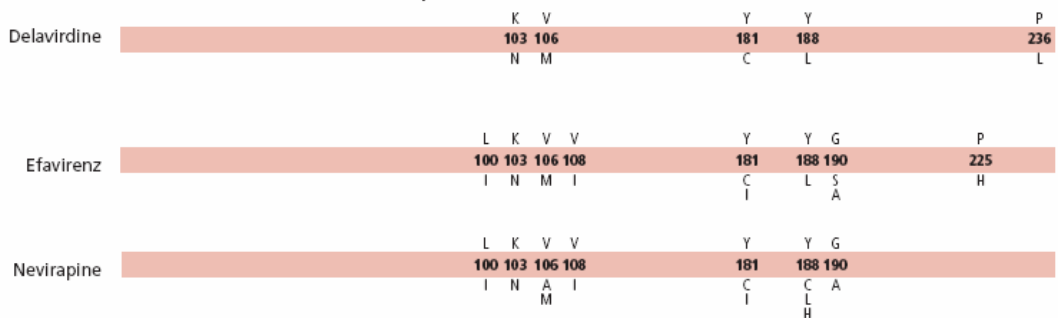 K V Y Y P
Delavirdine 103 106 181 188 236
N M C L L
L K V V Y Y G P
Efavirenz 100 103 106 108 181 188 190 225
I N M I C L S H
I A
L K V V Y Y G
Nevirapine 100 103 106 108 181 188 190
I N A I C C A
M I L
H